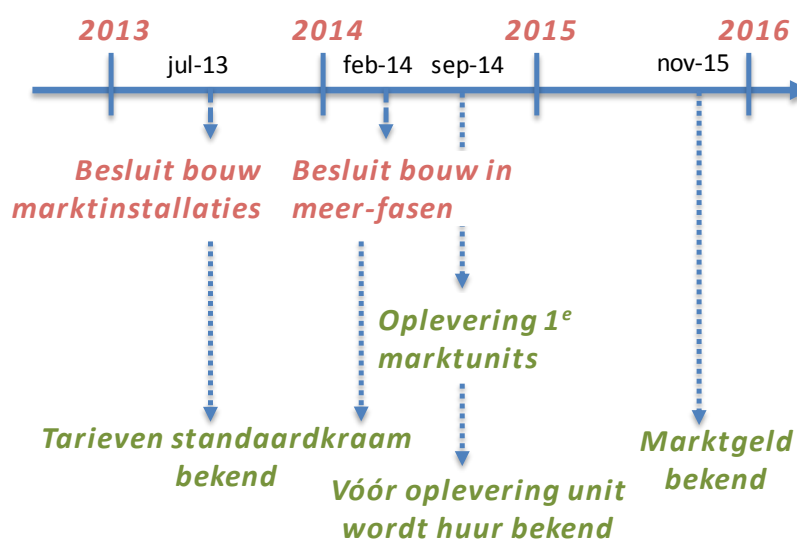 2013 2014 2015 2016
jul-13 feb-14 sep-14 nov-15
Besluit bouw
marktinstallaties
Besluit bouw in
meer-fasen
Oplevering 1e
marktunits
Tarieven standaardkraam
bekend
Vóór oplevering unit
wordt huur bekend
Marktgeld
bekend